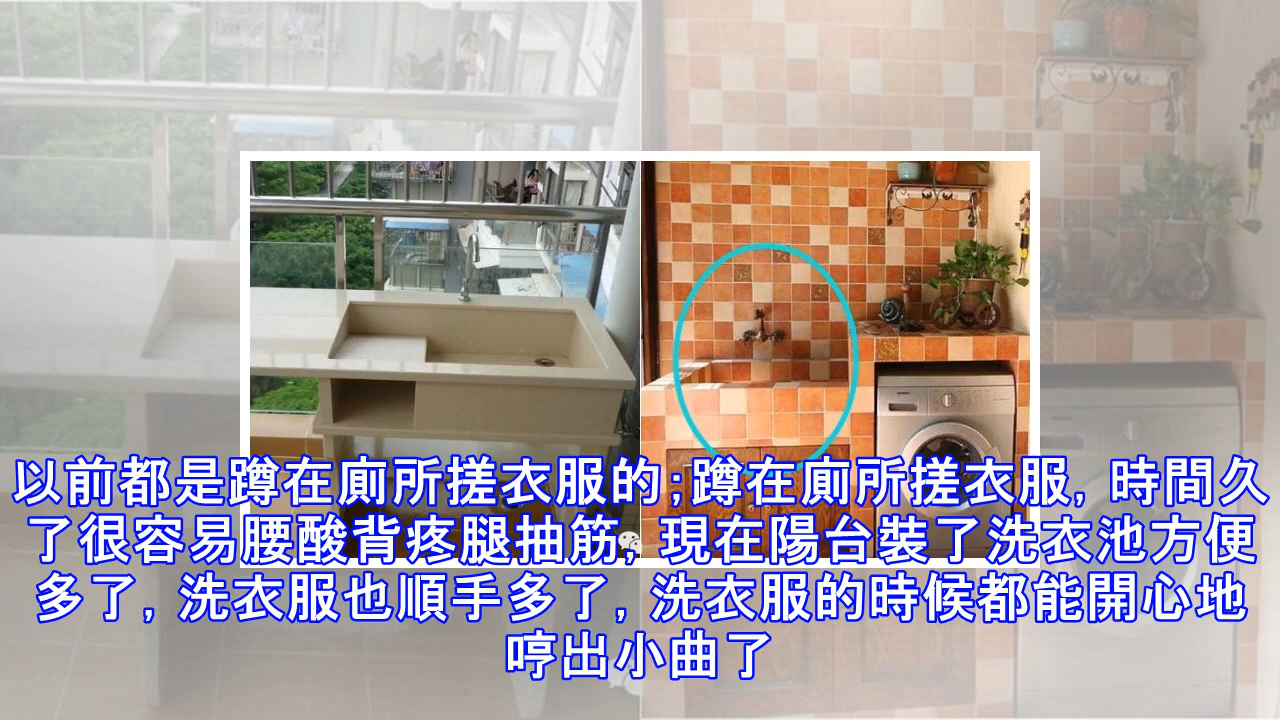 以前都是蹲在廁所搓衣服的;蹲在廁所搓衣服, 時間久
了很容易腰酸背疼腿抽筋, 現在陽台裝了洗衣池方便
多了, 洗衣服也順手多了, 洗衣服的時候都能開心地
哼出小曲了